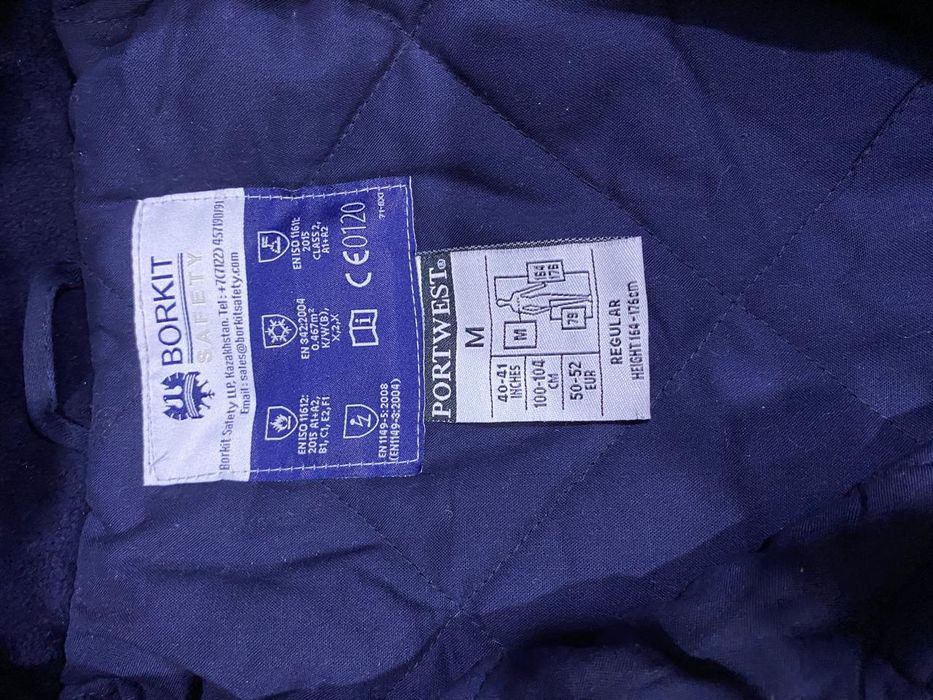 BORKIT
SAFETY
Borkit Safety LLP, Kazakhstan. Tel: +7(7122) 457190/91
Email: sales@borkitsafety.com
EN ISO 11612:
2015 A1+A2,
B1, C1, E2, F1
EN 342:2004
0.467m²
K/W(B),
X,2,X
EN ISO 11611:
2015
CLASS 2,
A1+A2
EN 1149-5:2008
(EN1149-3:2004)
i
CE0120
PORTWEST®
M
40-41
INCHES
100-104
CM
50-52
EUR
M
164
176
79
REGULAR
HEIGHT 164-176cm